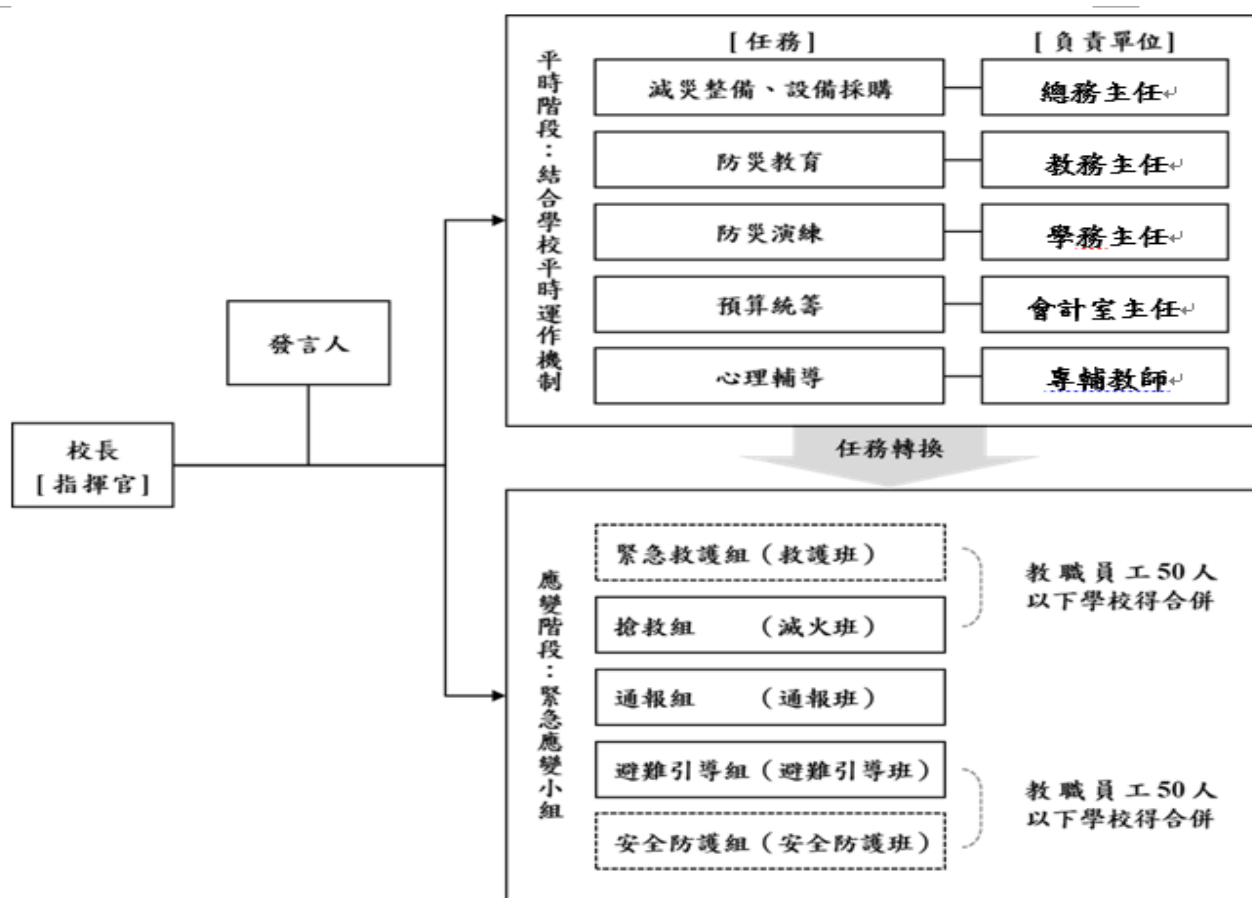 校長
[指揮官]
發言人
平時階段：結合學校平時運作機制
[任務]
[負責單位]
減災整備、設備採購
總務主任
防災教育
教務主任
防災演練
學務主任
預算統籌
會計室主任
心理輔導
專輔教師
任務轉換
應變階段：緊急應變小組
緊急救護組（救護班）
搶救組　　（滅火班）
教職員工50人
以下學校得合併
通報組　　（通報班）
避難引導組（避難引導班）
安全防護組（安全防護班）
教職員工50人
以下學校得合併